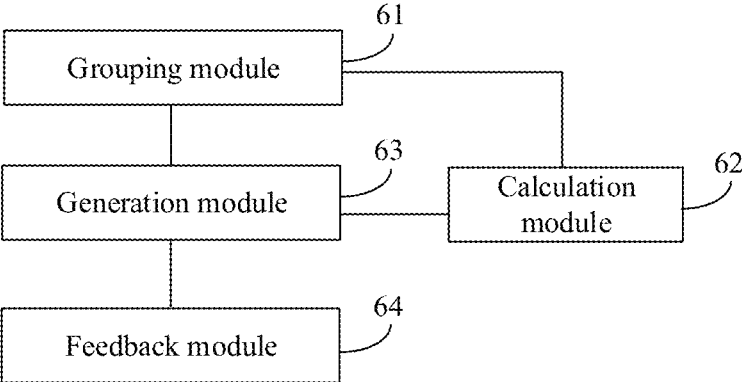 61
Grouping module
63
Generation module
62
Calculation
module
64
Feedback module